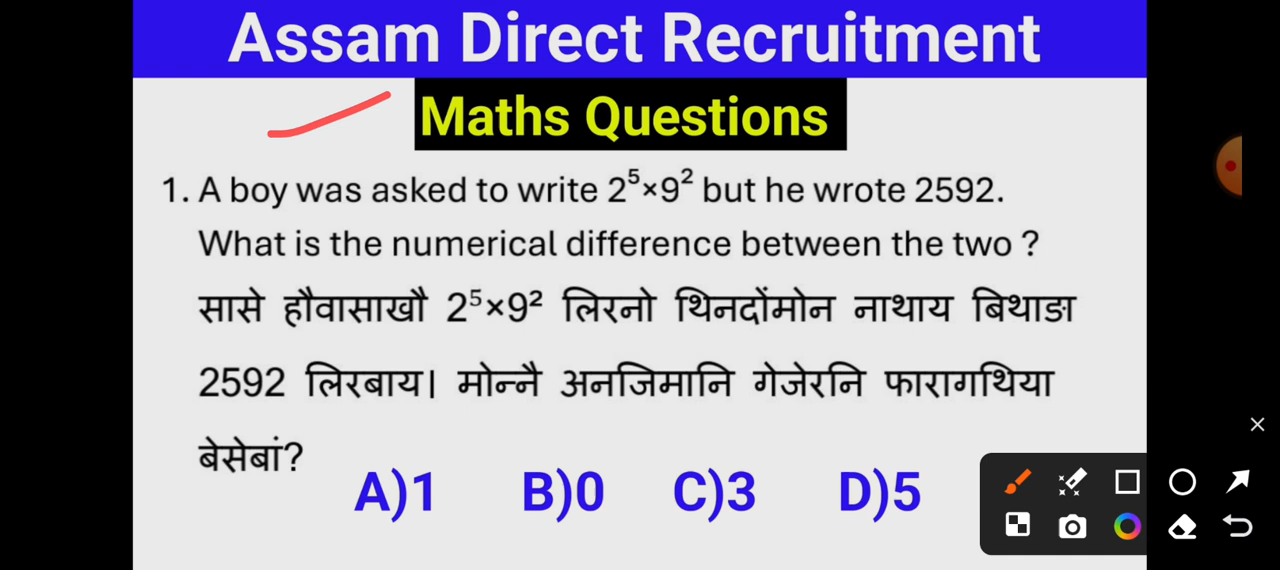 Assam Direct Recruitment
Maths Questions
1. A boy was asked to write 2⁵×9² but he wrote 2592.
What is the numerical difference between the two ?
सासे हौवासाखौ 2⁵×9² लिरनो थिनदोंमोन नाथाय बिथाङा
2592 लिरबाय। मोन्नै अनजिमानि गेजेरनि फारागथिया
बेसेबां?
A)1 B)0 C)3 D)5